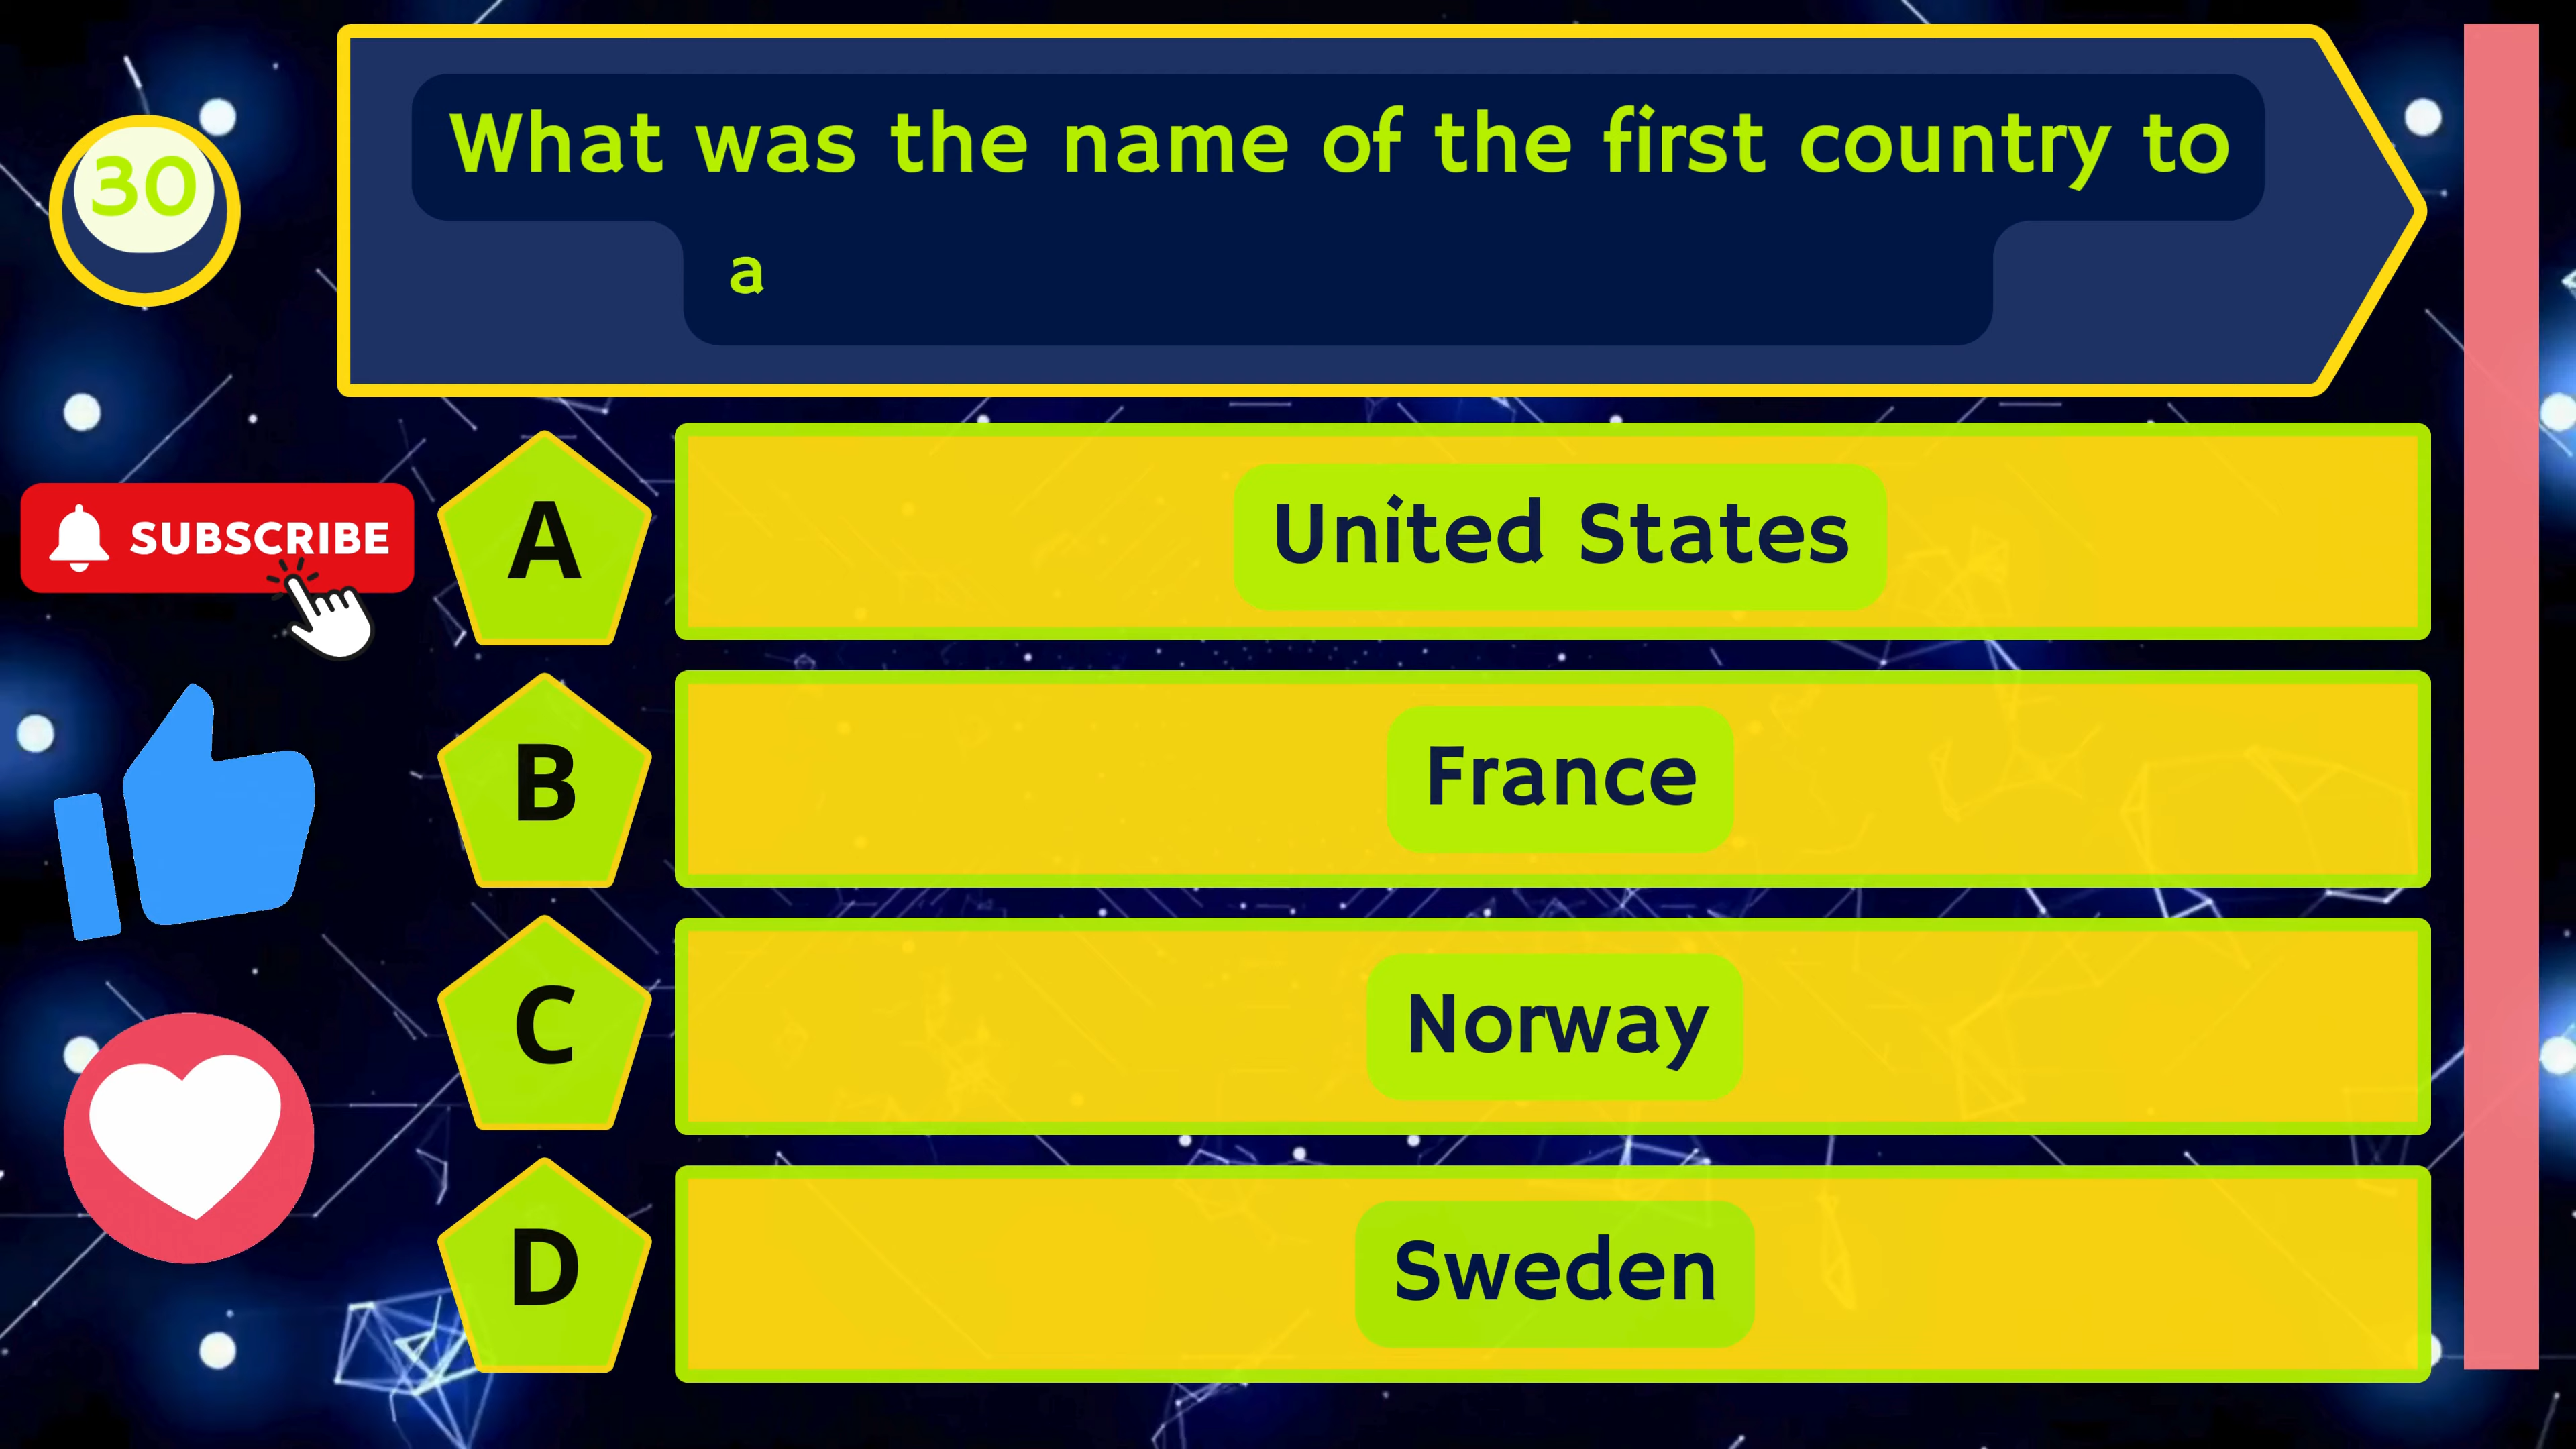 30
What was the name of the first country to
a
SUBSCRIBE
A
United States
B
France
C
Norway
D
Sweden